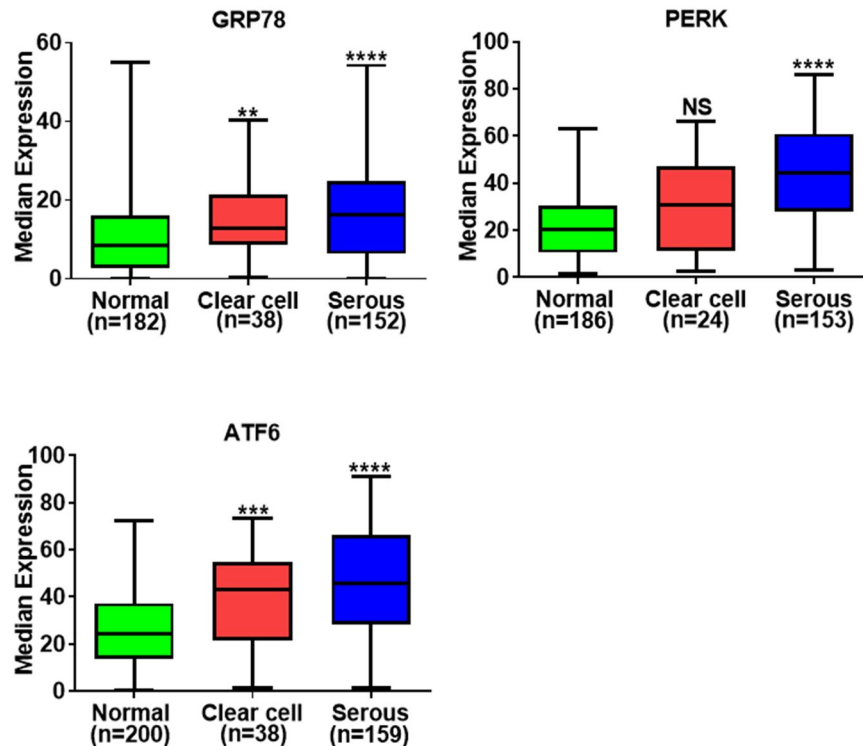 GRP78
Median Expression
60
40
20
0
**
****
Normal
(n=182)
Clear cell
(n=38)
Serous
(n=152)
PERK
Median Expression
100
80
60
40
20
0
NS
****
Normal
(n=186)
Clear cell
(n=24)
Serous
(n=153)
ATF6
Median Expression
100
80
60
40
20
0
***
****
Normal
(n=200)
Clear cell
(n=38)
Serous
(n=159)